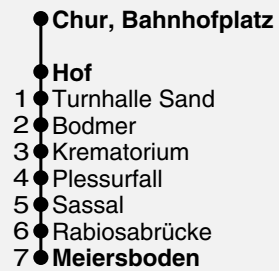 Chur, Bahnhofplatz
Hof
1 Turnhalle Sand
2 Bodmer
3 Krematorium
4 Plessurfall
5 Sassal
6 Rabiosabrücke
7 Meiersboden